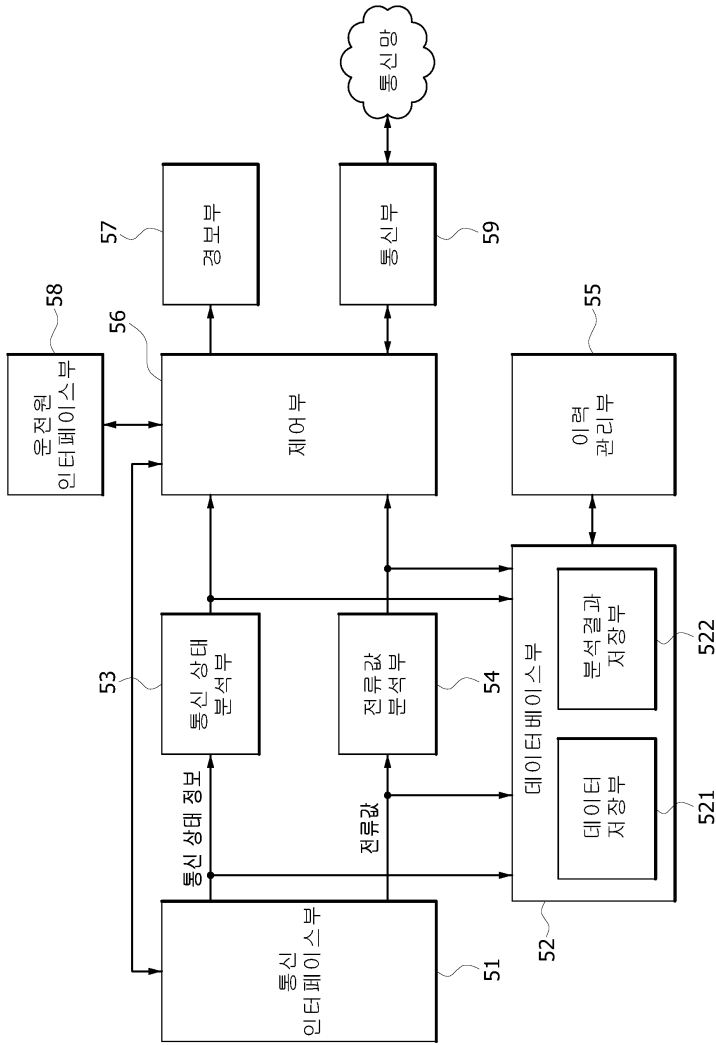 58
운전원
인터페이스부
57
경보부
통신망
56
제어부
59
통신부
55
이력
관리부
53
통신 상태
분석부
54
전류값
분석부
통신 상태 정보
전류값
51
통신
인터페이스부
52
데이터베이스부
521
데이터
저장부
522
분석결과
저장부